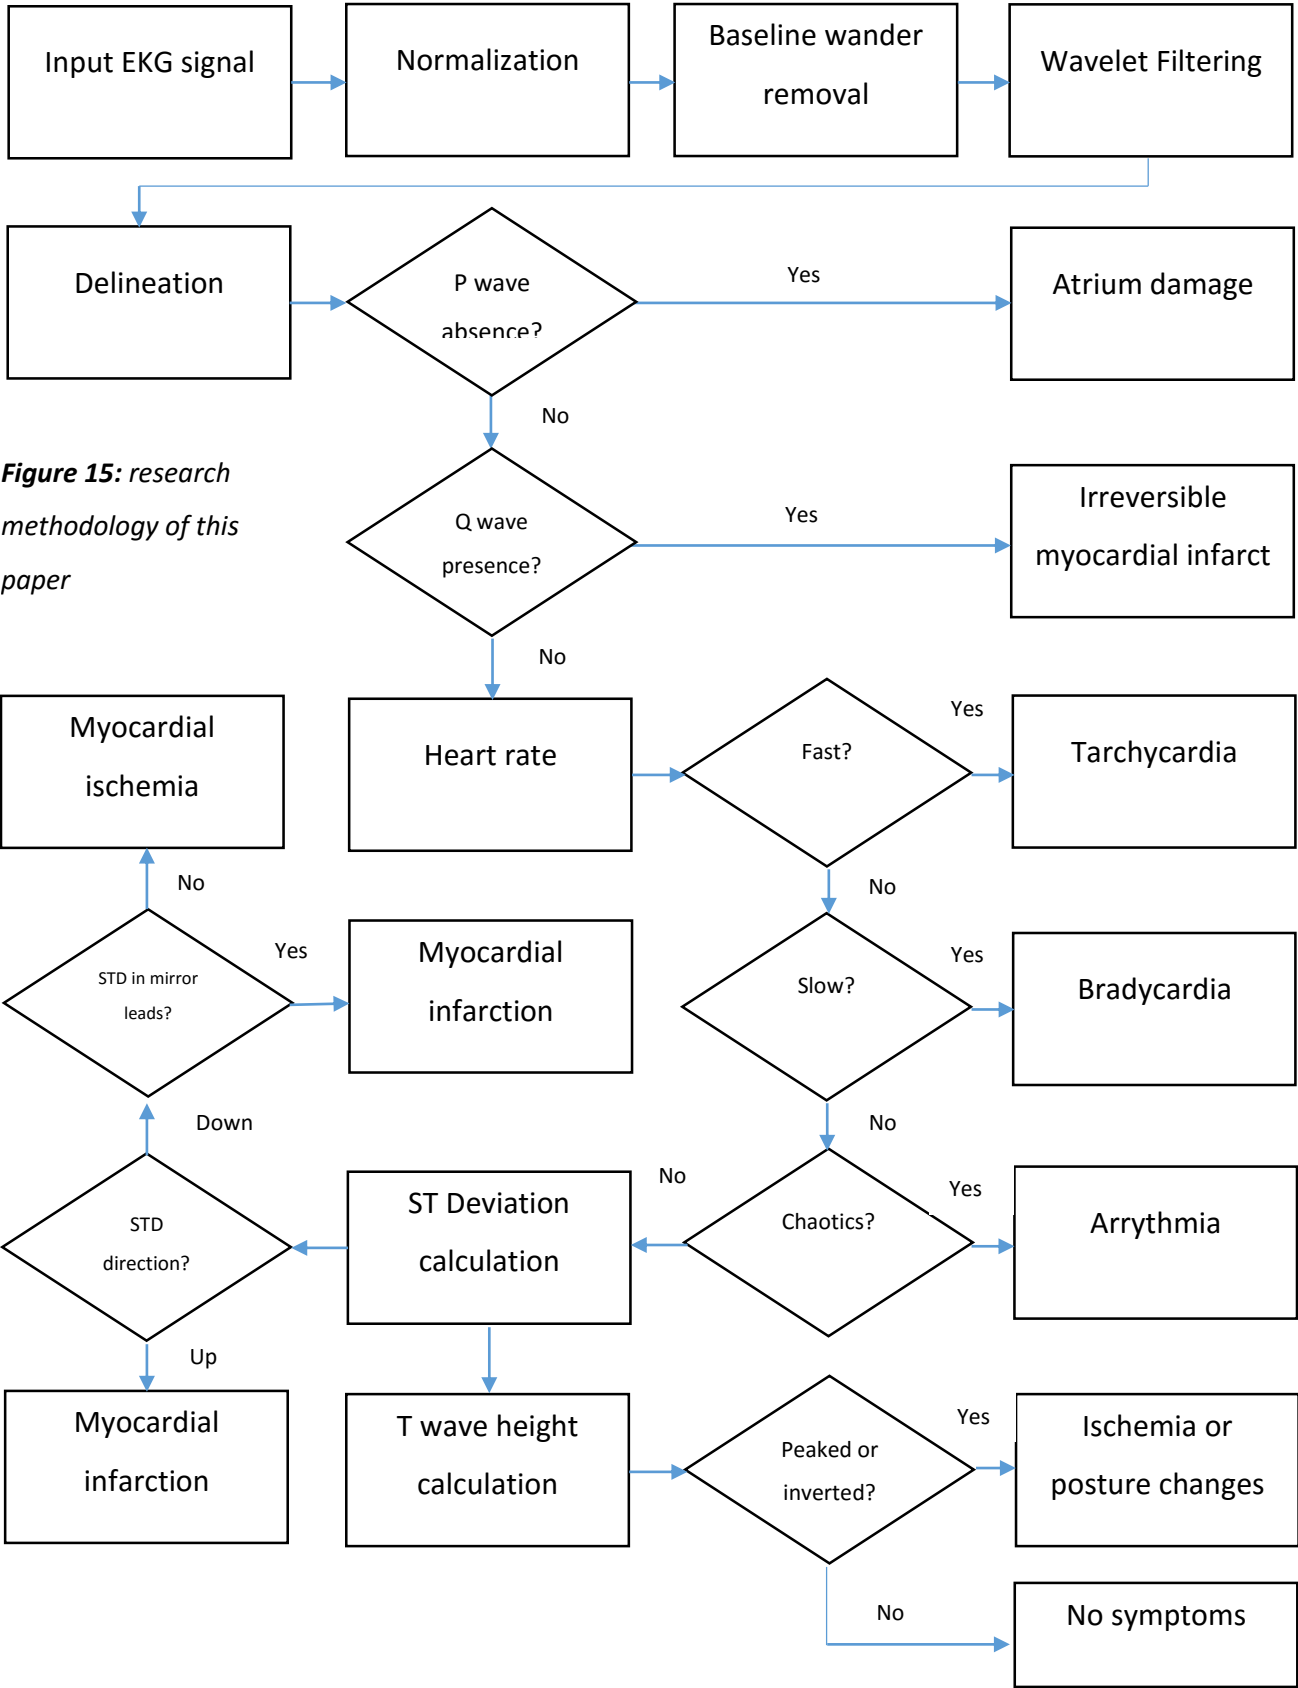 Input EKG signal
Normalization
Baseline wander
removal
Wavelet Filtering
Delineation
P wave
absence?
Yes
Atrium damage
No
Figure 15: research
methodology of this
paper
Q wave
presence?
Yes
Irreversible
myocardial infarct
No
Myocardial
ischemia
Heart rate
Fast?
Yes
Tarchycardia
No
No
STD in mirror
leads?
Yes
Myocardial
infarction
Slow?
Yes
Bradycardia
Down
No
STD
direction?
ST Deviation
calculation
No
Chaotics?
Yes
Arrythmia
Up
Myocardial
infarction
T wave height
calculation
Peaked or
inverted?
Yes
Ischemia or
posture changes
No
No symptoms